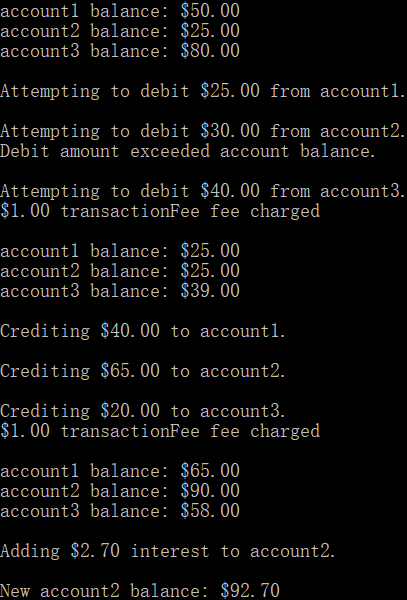 account1 balance: $50.00
account2 balance: $25.00
account3 balance: $80.00
Attempting to debit $25.00 from account1.
Attempting to debit $30.00 from account2.
Debit amount exceeded account balance.
Attempting to debit $40.00 from account3.
$1.00 transactionFee fee charged
account1 balance: $25.00
account2 balance: $25.00
account3 balance: $39.00
Crediting $40.00 to account1.
Crediting $65.00 to account2.
Crediting $20.00 to account3.
$1.00 transactionFee fee charged
account1 balance: $65.00
account2 balance: $90.00
account3 balance: $58.00
Adding $2.70 interest to account2.
New account2 balance: $92.70